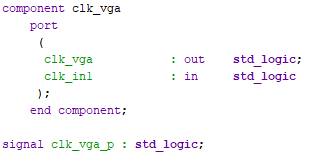 component clk_vga
port
(
clk_vga : out std_logic;
clk_in1 : in std_logic
);
end component;
signal clk_vga_p : std_logic;